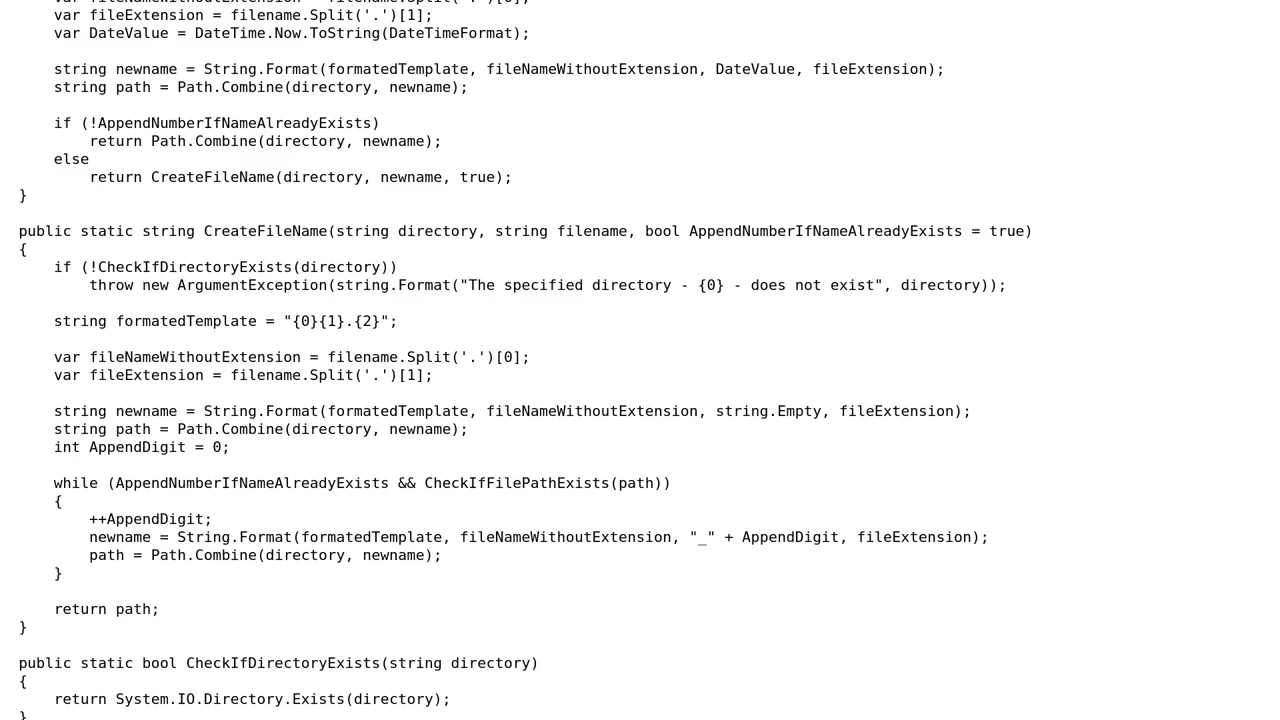 var fileNameWithoutExtension = filename.Split('.')[0];
var fileExtension = filename.Split('.')[1];
var DateValue = DateTime.Now.ToString(DateTimeFormat);
string newname = String.Format(formatedTemplate, fileNameWithoutExtension, DateValue, fileExtension);
string path = Path.Combine(directory, newname);
if (!AppendNumberIfNameAlreadyExists)
return Path.Combine(directory, newname);
else
return CreateFileName(directory, newname, true);
}
public static string CreateFileName(string directory, string filename, bool AppendNumberIfNameAlreadyExists = true)
{
if (!CheckIfDirectoryExists(directory))
throw new ArgumentException(string.Format("The specified directory - {0} - does not exist", directory));
string formatedTemplate = "{0}{1}.{2}";
var fileNameWithoutExtension = filename.Split('.')[0];
var fileExtension = filename.Split('.')[1];
string newname = String.Format(formatedTemplate, fileNameWithoutExtension, string.Empty, fileExtension);
string path = Path.Combine(directory, newname);
int AppendDigit = 0;
while (AppendNumberIfNameAlreadyExists && CheckIfFilePathExists(path))
{
++AppendDigit;
newname = String.Format(formatedTemplate, fileNameWithoutExtension, "_" + AppendDigit, fileExtension);
path = Path.Combine(directory, newname);
}
return path;
}
public static bool CheckIfDirectoryExists(string directory)
{
return System.IO.Directory.Exists(directory);
}